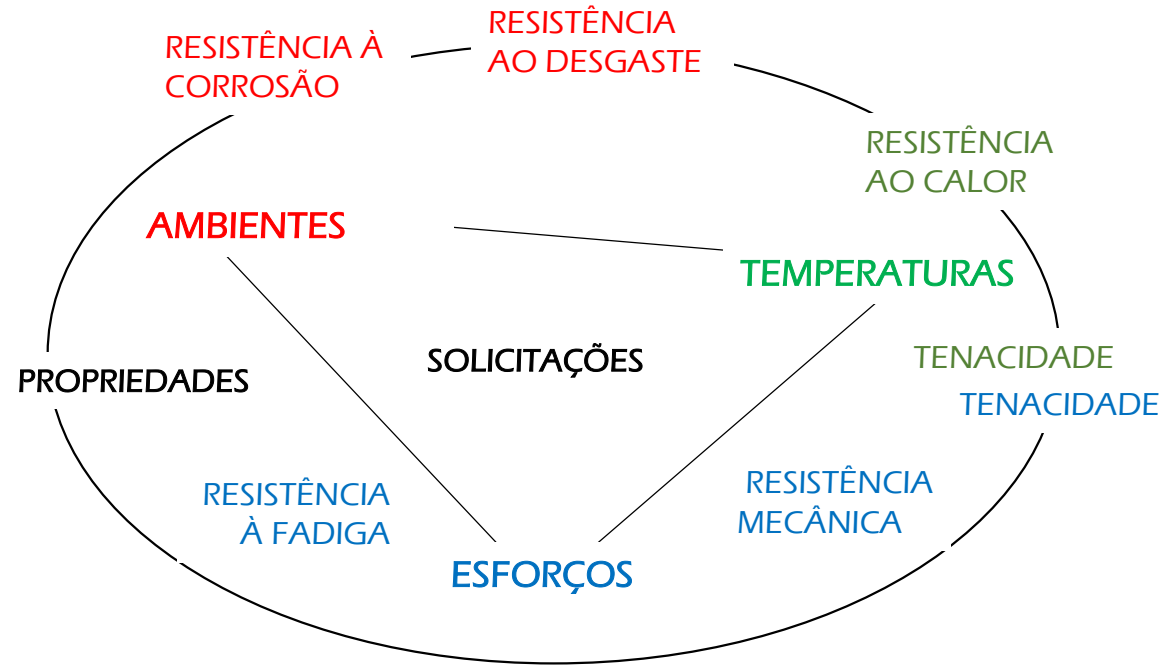 RESISTÊNCIA À
CORROSÃO
RESISTÊNCIA
AO DESGASTE
RESISTÊNCIA
AO CALOR
AMBIENTES
TEMPERATURAS
SOLICITAÇÕES
PROPRIEDADES
TENACIDADE
TENACIDADE
RESISTÊNCIA
À FADIGA
RESISTÊNCIA
MECÂNICA
ESFORÇOS